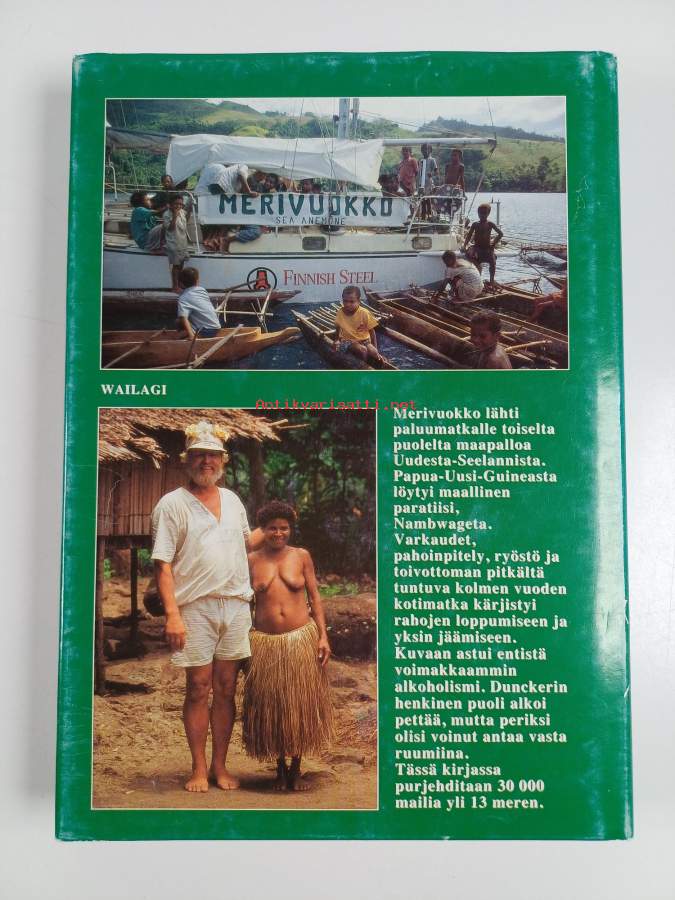 MERIVUOKKO
SEA ANEMONE
FINNISH STEEL
WAILAGI
Antikvariaatti.net
Merivuokko lähti
paluumatkalle toiselta
puolelta maapalloa
Uudesta-Seelannista.
Papua-Uusi-Guineasta
löytyi maallinen
paratiisi,
Nambwageta.
Varkaudet,
pahoinpitely, ryöstö ja
toivottoman pitkältä
tuntuva kolmen vuoden
kotimatka kärjistyi
rahojen loppumiseen ja
yksin jäämiseen.
Kuvaan astui entistä
voimakkaammin
alkoholismi. Dunckerin
henkinen puoli alkoi
pettää, mutta periksi
olisi voinut antaa vasta
ruumiina.
Tässä kirjassa
purjehditaan 30 000
mailia yli 13 meren.